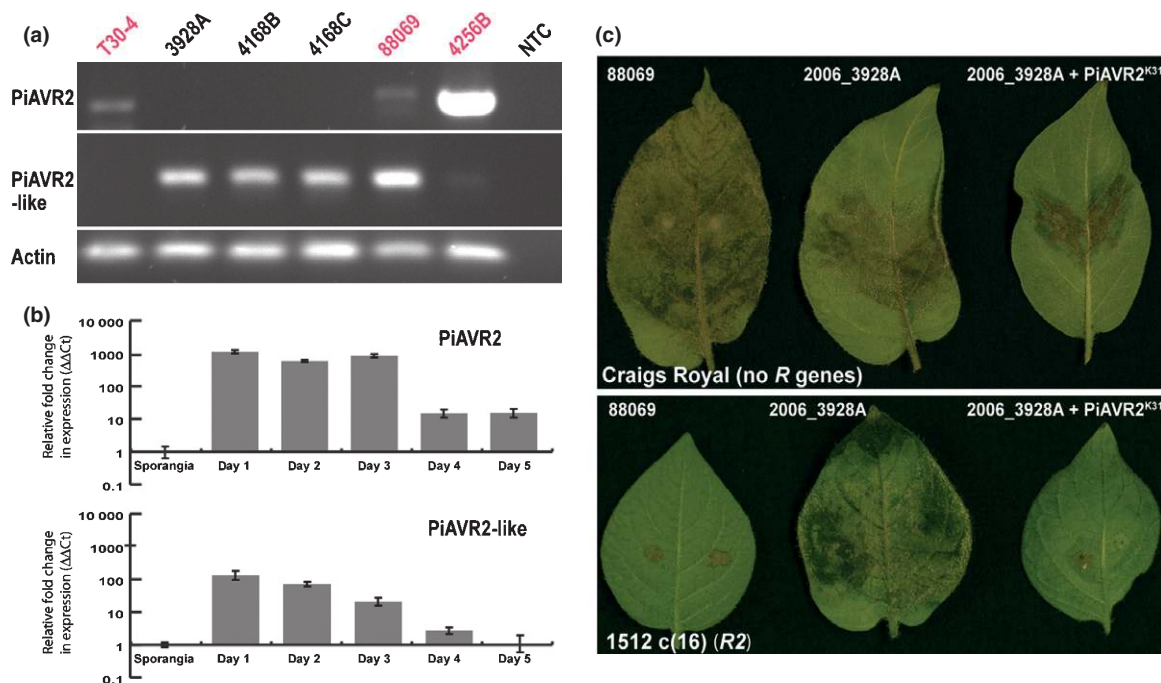 (a)
T30-4 3928A 4168B 4168C 88069 4256B NTC
PiAVR2
PiAVR2
-like
Actin
(b)
PiAVR2
Relative fold change
in expression (ΔΔCt)
10 000
1000
100
10
1
0.1
Sporangia Day 1 Day 2 Day 3 Day 4 Day 5
PiAVR2-like
Relative fold change
in expression (ΔΔCt)
10 000
1000
100
10
1
0.1
Sporangia Day 1 Day 2 Day 3 Day 4 Day 5
(c)
88069 2006_3928A 2006_3928A + PiAVR2K31
Craigs Royal (no R genes)
88069 2006_3928A 2006_3928A + PiAVR2K31
1512 c(16) (R2)